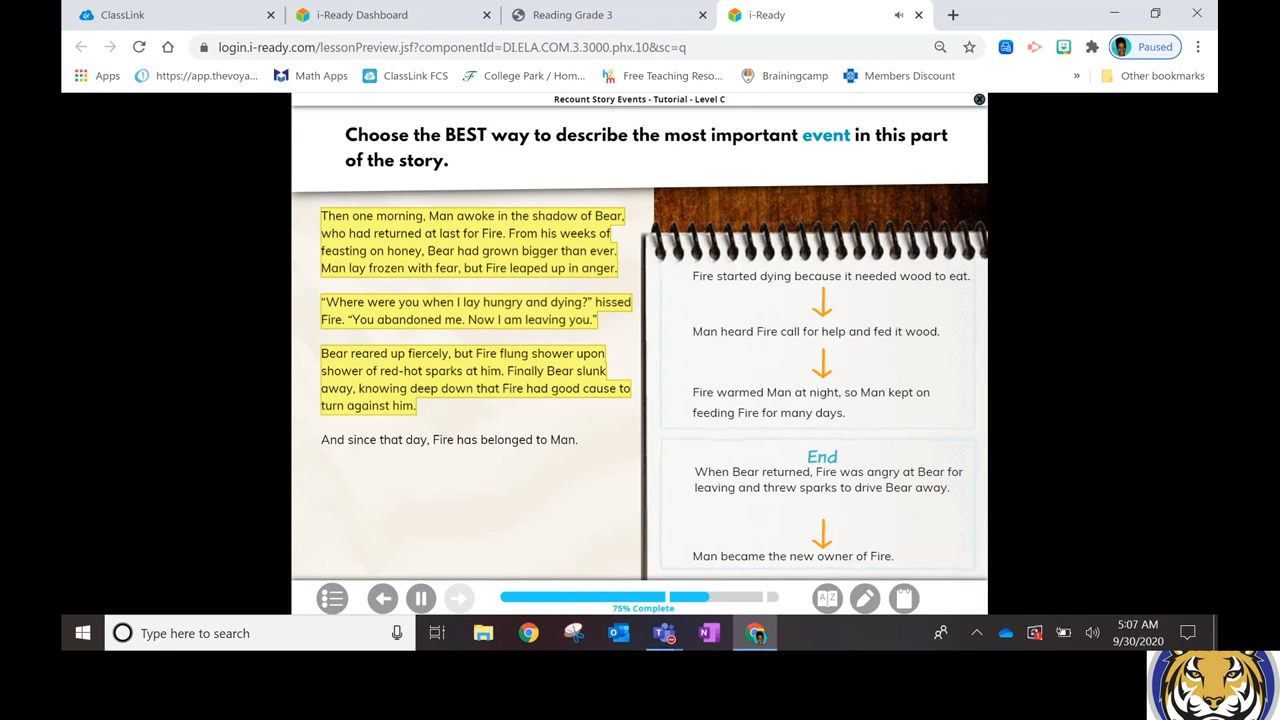 ClassLink
i-Ready Dashboard
Reading Grade 3
i-Ready
login.i-ready.com/lessonPreview.jsf?componentId=DI.ELA.COM.3.3000.phx.10&sc=q
Paused
Apps
https://app.thevoya...
Math Apps
ClassLink FCS
College Park / Hom...
Free Teaching Reso...
Brainingcamp
Members Discount
»
Other bookmarks
Recount Story Events - Tutorial - Level C
Choose the BEST way to describe the most important event in this part
of the story.
Then one morning, Man awoke in the shadow of Bear,
who had returned at last for Fire. From his weeks of
feasting on honey, Bear had grown bigger than ever.
Man lay frozen with fear, but Fire leaped up in anger.
“Where were you when I lay hungry and dying?” hissed
Fire. “You abandoned me. Now I am leaving you.”
Bear reared up fiercely, but Fire flung shower upon
shower of red-hot sparks at him. Finally Bear slunk
away, knowing deep down that Fire had good cause to
turn against him.
And since that day, Fire has belonged to Man.
Fire started dying because it needed wood to eat.
Man heard Fire call for help and fed it wood.
Fire warmed Man at night, so Man kept on
feeding Fire for many days.
End
When Bear returned, Fire was angry at Bear for
leaving and threw sparks to drive Bear away.
Man became the new owner of Fire.
75% Complete
A Z
Type here to search
5:07 AM
9/30/2020